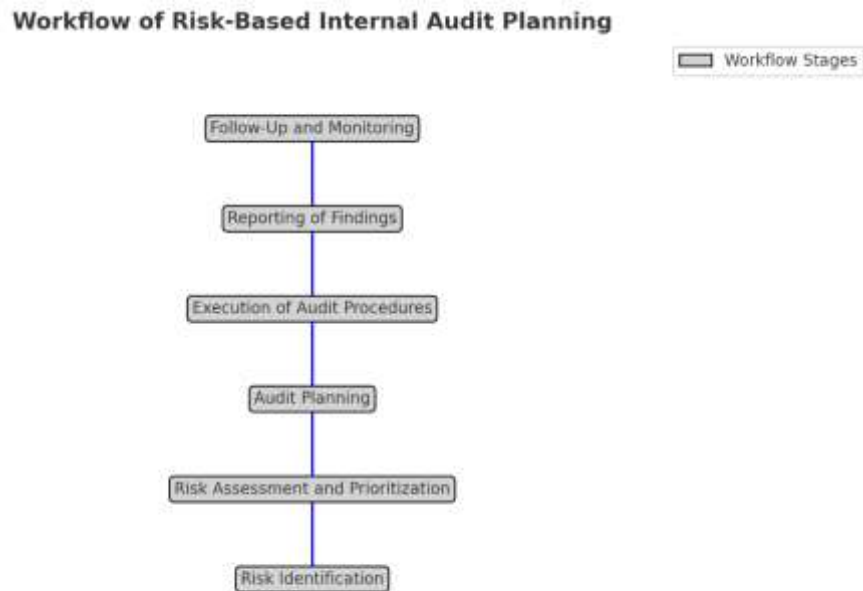 Workflow of Risk-Based Internal Audit Planning
Workflow Stages
Follow-Up and Monitoring
Reporting of Findings
Execution of Audit Procedures
Audit Planning
Risk Assessment and Prioritization
Risk Identification